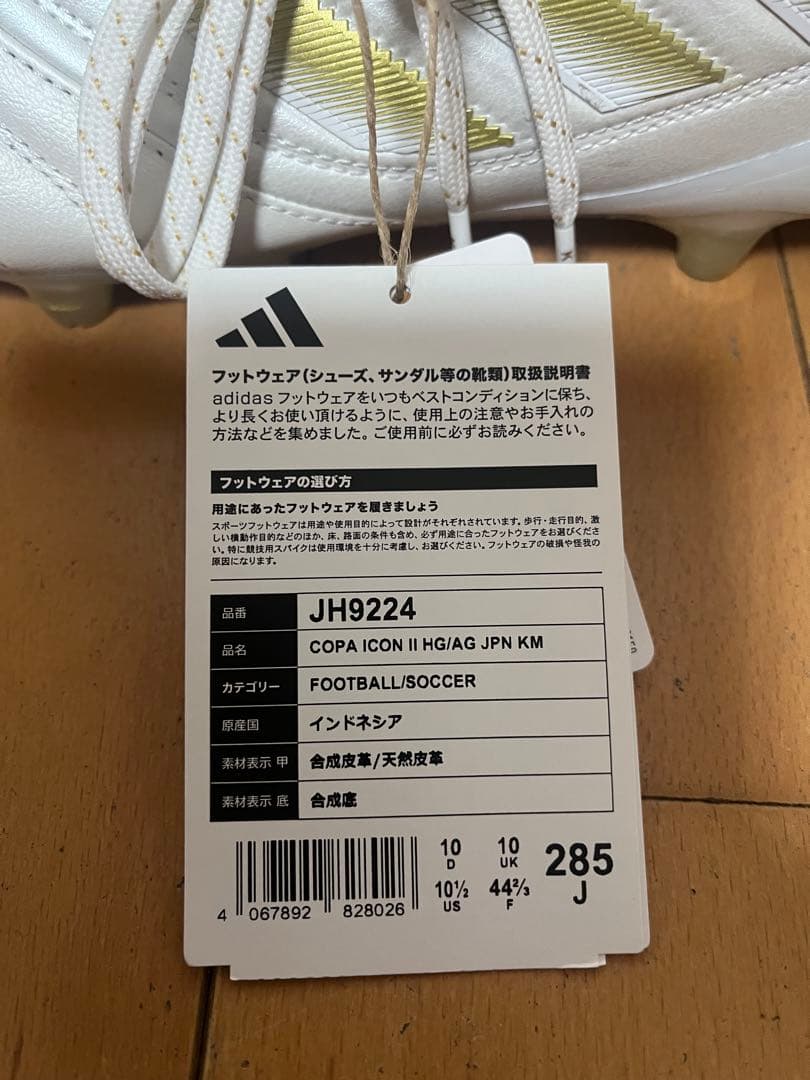 フットウェア(シューズ、サンダル等の靴類)取扱説明書
adidas フットウェアをいつもベストコンディションに保ち、
より長くお使い頂けるように、使用上の注意やお手入れの
方法などを集めました。ご使用前に必ずお読みください。
フットウェアの選び方
用途にあったフットウェアを履きましょう
スポーツフットウェアは用途や使用目的によって設計がそれぞれされています。歩行・走行目的、激
しい横動作目的などのほか、床、路面の条件も含め、必ず用途に合ったフットウェアをお選びくださ
い。特に競技用スパイクは使用環境を十分に考慮し、お選びください。フットウェアの破損や怪我の
原因になります。
品番 JH9224
品名 COPA ICON II HG/AG JPN KM
カテゴリー FOOTBALL/SOCCER
原産国 インドネシア
素材表示 甲 合成皮革/天然皮革
素材表示 底 合成底
10 D 10 UK 285 J
10½ US 44⅔ F
4 067892 828026